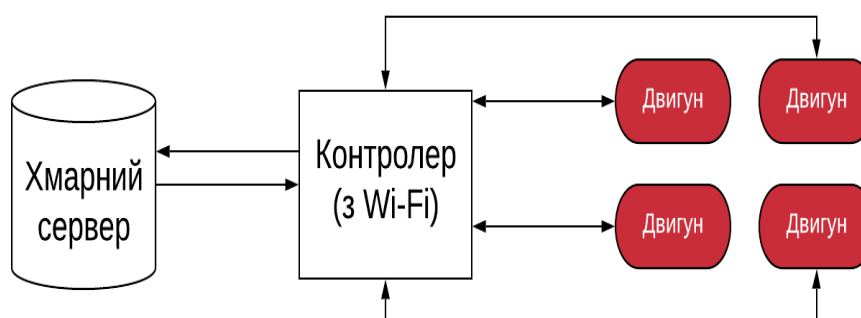 Хмарний
сервер
Контролер
(з Wi-Fi)
Двигун
Двигун
Двигун
Двигун